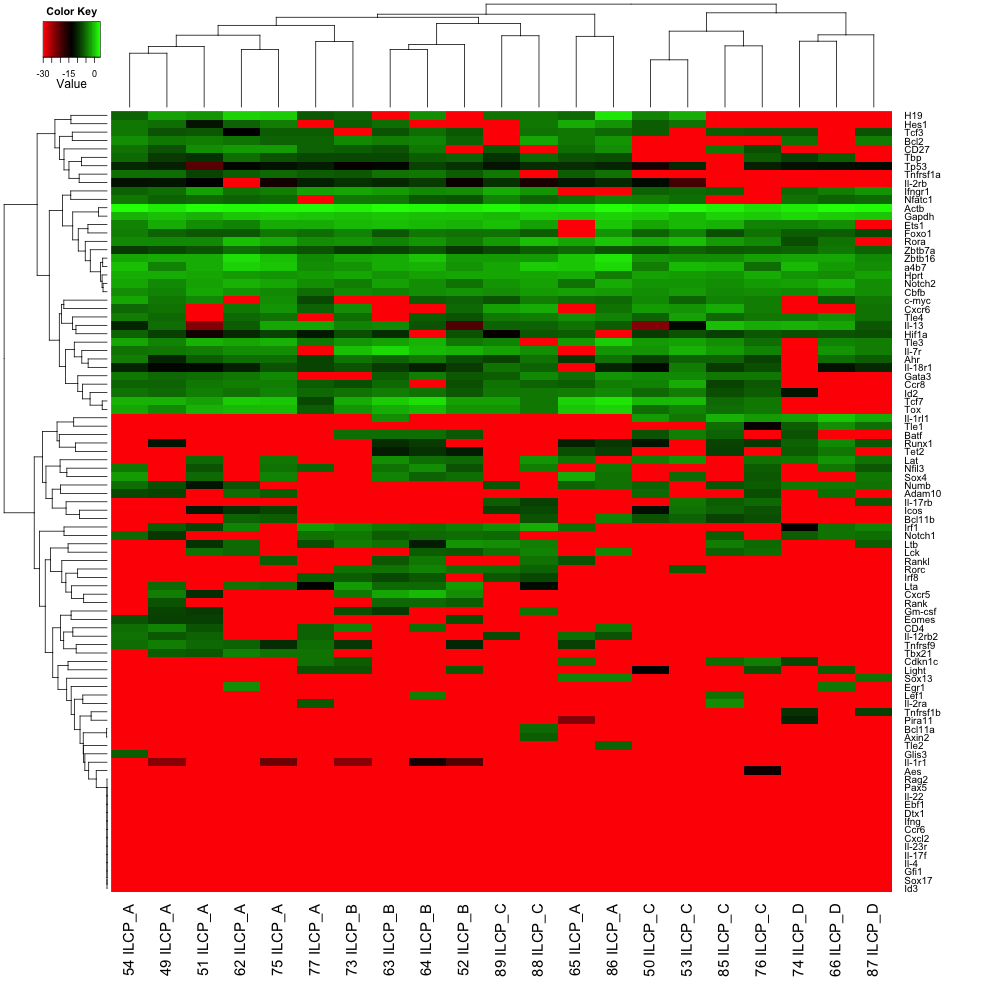 Color Key
-30 -15 0
Value
H19
Hes1
Tcf3
Bcl2
CD27
Tbp
Tp53
Tnfrsf1a
Il-2rb
Ifngr1
Nfatc1
Actb
Gapdh
Ets1
Foxo1
Rora
Zbtb7a
Zbtb16
a4b7
Hprt
Notch2
Cbfb
c-myc
Cxcr6
Tle4
Il-13
Hif1a
Tle3
Il-7r
Ahr
Il-18r1
Gata3
Ccr8
Id2
Tcf7
Tox
Il-1rl1
Tle1
Batf
Runx1
Tet2
Lat
Nfil3
Sox4
Numb
Adam10
Il-17rb
Icos
Bcl11b
Irf1
Notch1
Ltb
Lck
Rankl
Rorc
Irf8
Lta
Cxcr5
Rank
Gm-csf
Eomes
CD4
Il-12rb2
Tnfrsf9
Tbx21
Cdkn1c
Light
Sox13
Egr1
Lef1
Il-2ra
Tnfrsf1b
Pira11
Bcl11a
Axin2
Tle2
Glis3
Il-1r1
Aes
Rag2
Pax5
Il-22
Ebf1
Dtx1
Ifng
Ccr6
Cxcl2
Il-23r
Il-17f
Il-4
Gfi1
Sox17
Id3
54 ILCP_A
49 ILCP_A
51 ILCP_A
62 ILCP_A
75 ILCP_A
77 ILCP_A
73 ILCP_B
63 ILCP_B
64 ILCP_B
52 ILCP_B
89 ILCP_C
88 ILCP_C
65 ILCP_A
86 ILCP_A
50 ILCP_C
53 ILCP_C
85 ILCP_C
76 ILCP_C
74 ILCP_D
66 ILCP_D
87 ILCP_D